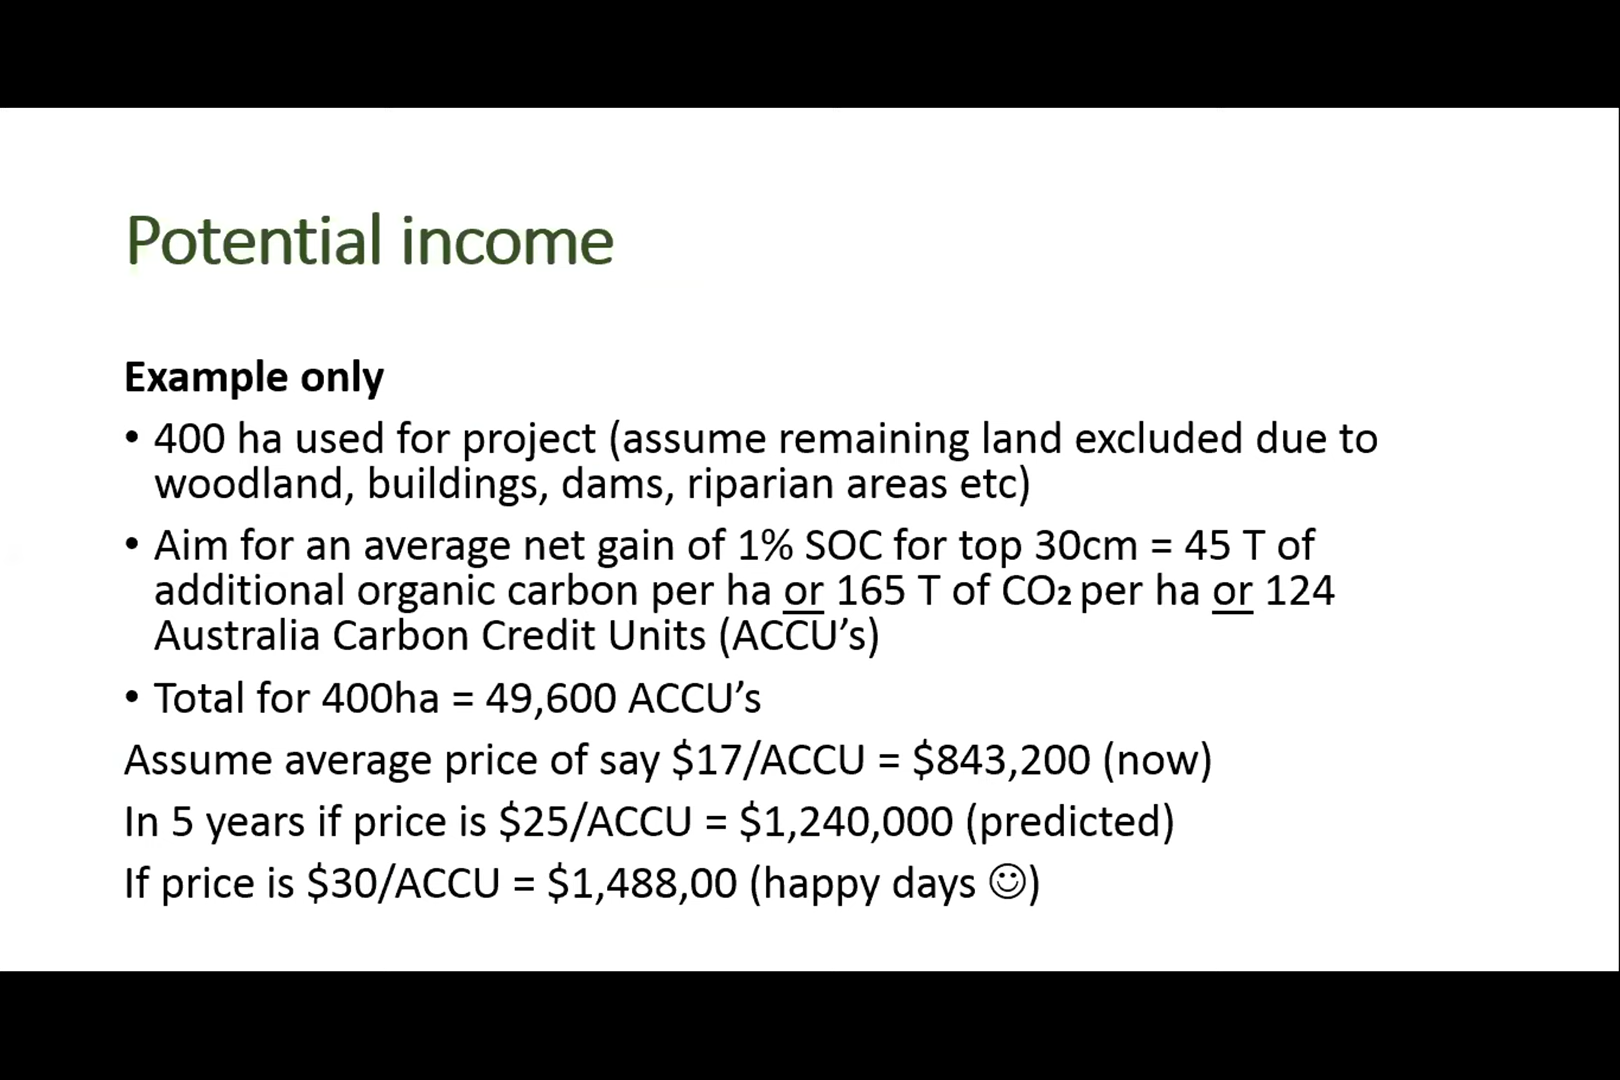 Potential income
Example only
• 400 ha used for project (assume remaining land excluded due to
woodland, buildings, dams, riparian areas etc)
• Aim for an average net gain of 1% SOC for top 30cm = 45 T of
additional organic carbon per ha or 165 T of CO₂ per ha or 124
Australia Carbon Credit Units (ACCU’s)
• Total for 400ha = 49,600 ACCU’s
Assume average price of say $17/ACCU = $843,200 (now)
In 5 years if price is $25/ACCU = $1,240,000 (predicted)
If price is $30/ACCU = $1,488,00 (happy days ☺)